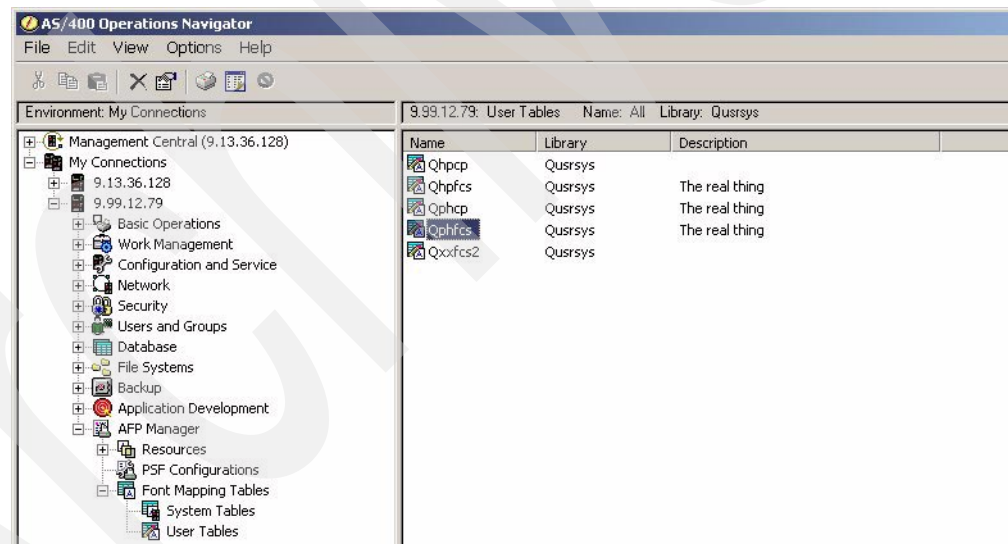 AS/400 Operations Navigator
File Edit View Options Help
Environment: My Connections
9.99.12.79: User Tables Name: All Library: Qusrsys
Management Central (9.13.36.128)
My Connections
9.13.36.128
9.99.12.79
Basic Operations
Work Management
Configuration and Service
Network
Security
Users and Groups
Database
File Systems
Backup
Application Development
AFP Manager
Resources
PSF Configurations
Font Mapping Tables
System Tables
User Tables
Name Library Description
Qhpcp Qusrsys
Qhpfcs Qusrsys The real thing
Qphcp Qusrsys The real thing
Qphfcs Qusrsys The real thing
Qxxfcs2 Qusrsys